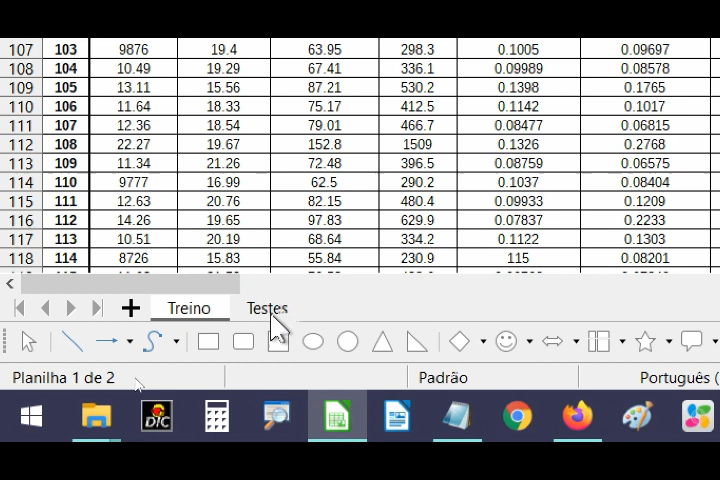 107 103 9876 19.4 63.95 298.3 0.1005 0.09697
108 104 10.49 19.29 67.41 336.1 0.09989 0.08578
109 105 13.11 15.56 87.21 530.2 0.1398 0.1765
110 106 11.64 18.33 75.17 412.5 0.1142 0.1017
111 107 12.36 18.54 79.01 466.7 0.08477 0.06815
112 108 22.27 19.67 152.8 1509 0.1326 0.2768
113 109 11.34 21.26 72.48 396.5 0.08759 0.06575
114 110 9777 16.99 62.5 290.2 0.1037 0.08404
115 111 12.63 20.76 82.15 480.4 0.09933 0.1209
116 112 14.26 19.65 97.83 629.9 0.07837 0.2233
117 113 10.51 20.19 68.64 334.2 0.1122 0.1303
118 114 8726 15.83 55.84 230.9 115 0.08201
Treino Testes
Planilha 1 de 2 Padrão Português (
DIC